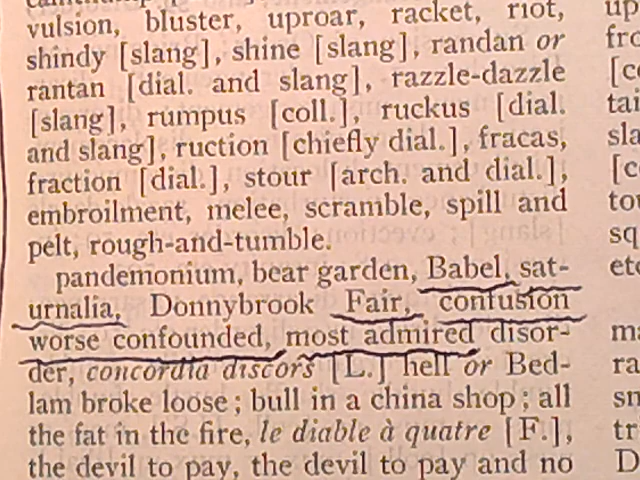 vulsion, bluster, uproar, racket, riot,
shindy [slang], shine [slang], randan or
rantan [dial. and slang], razzle-dazzle
[slang], rumpus [coll.], ruckus [dial.
and slang], ruction [chiefly dial.], fracas,
fraction [dial.], stour [arch. and dial.],
embroilment, melee, scramble, spill and
pelt, rough-and-tumble.
pandemonium, bear garden, Babel, sat-
urnalia, Donnybrook Fair, confusion
worse confounded, most admired disor-
der, concordia discors [L.] hell or Bed-
lam broke loose; bull in a china shop; all
the fat in the fire, le diable à quatre [F.],
the devil to pay, the devil to pay and no